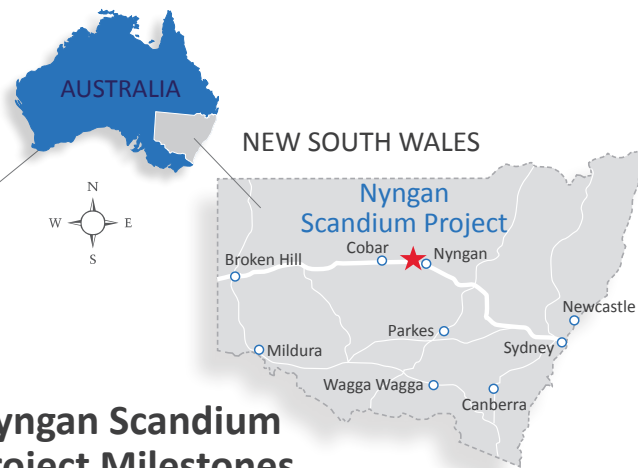 AUSTRALIA
NEW SOUTH WALES
N
W E
S
Nyngan
Scandium Project
Cobar
Nyngan
Broken Hill
Newcastle
Parkes
Sydney
Mildura
Wagga Wagga
Canberra
yngan Scandium
roject Milestones